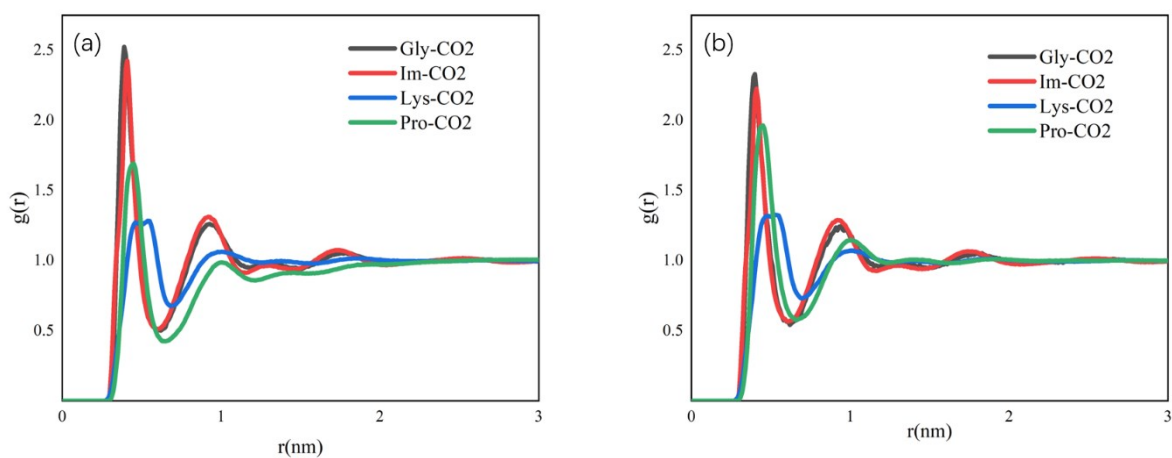 (a)
Gly-CO2
Im-CO2
Lys-CO2
Pro-CO2
2.5
2.0
1.5
1.0
0.5
g(r)
0 1 2 3
r(nm)
(b)
Gly-CO2
Im-CO2
Lys-CO2
Pro-CO2
2.5
2.0
1.5
1.0
0.5
g(r)
0 1 2 3
r(nm)